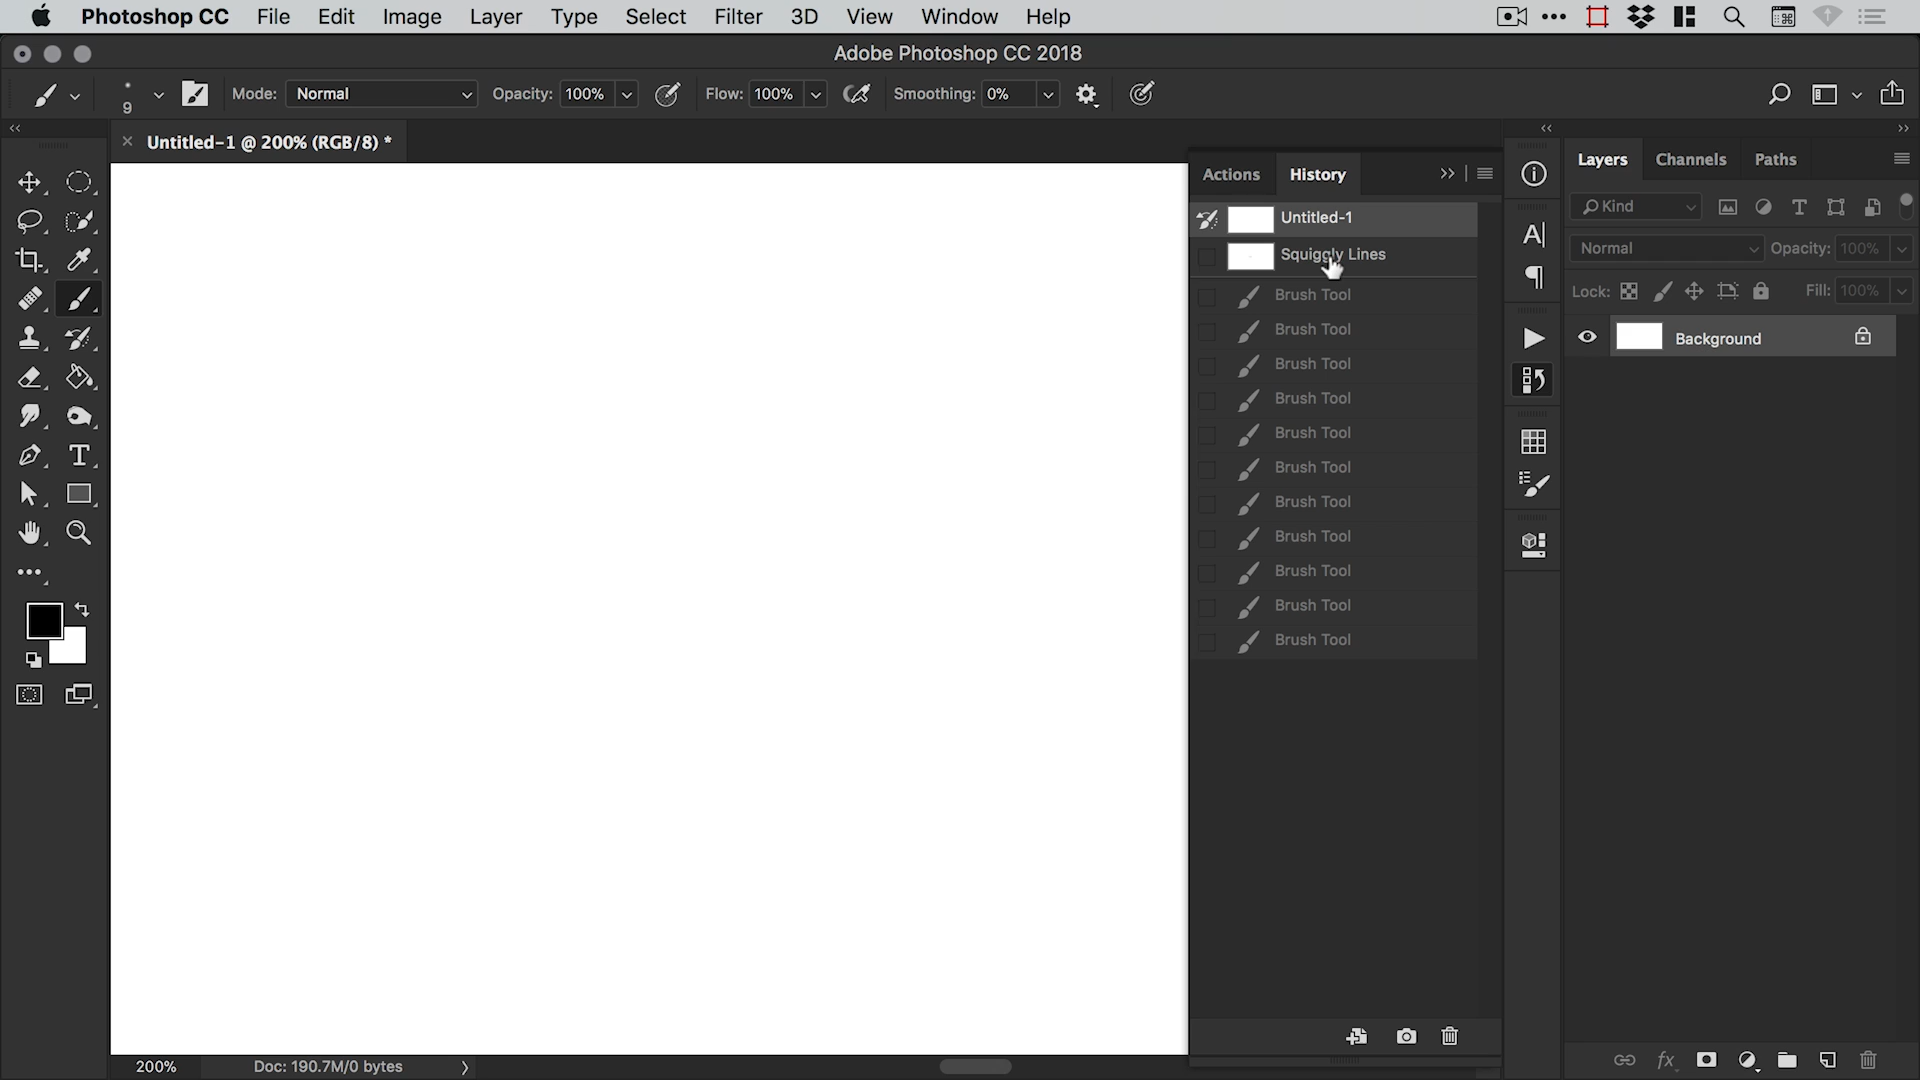 Photoshop CC File Edit Image Layer Type Select Filter 3D View Window Help
Adobe Photoshop CC 2018
9 Mode: Normal Opacity: 100% Flow: 100% Smoothing: 0%
Untitled-1 @ 200% (RGB/8) *
Actions History
Untitled-1
Squiggly Lines
Brush Tool
Brush Tool
Brush Tool
Brush Tool
Brush Tool
Brush Tool
Brush Tool
Brush Tool
Brush Tool
Brush Tool
Brush Tool
Layers Channels Paths
Kind
Normal Opacity: 100%
Lock: Fill: 100%
Background
200% Doc: 190.7M/0 bytes